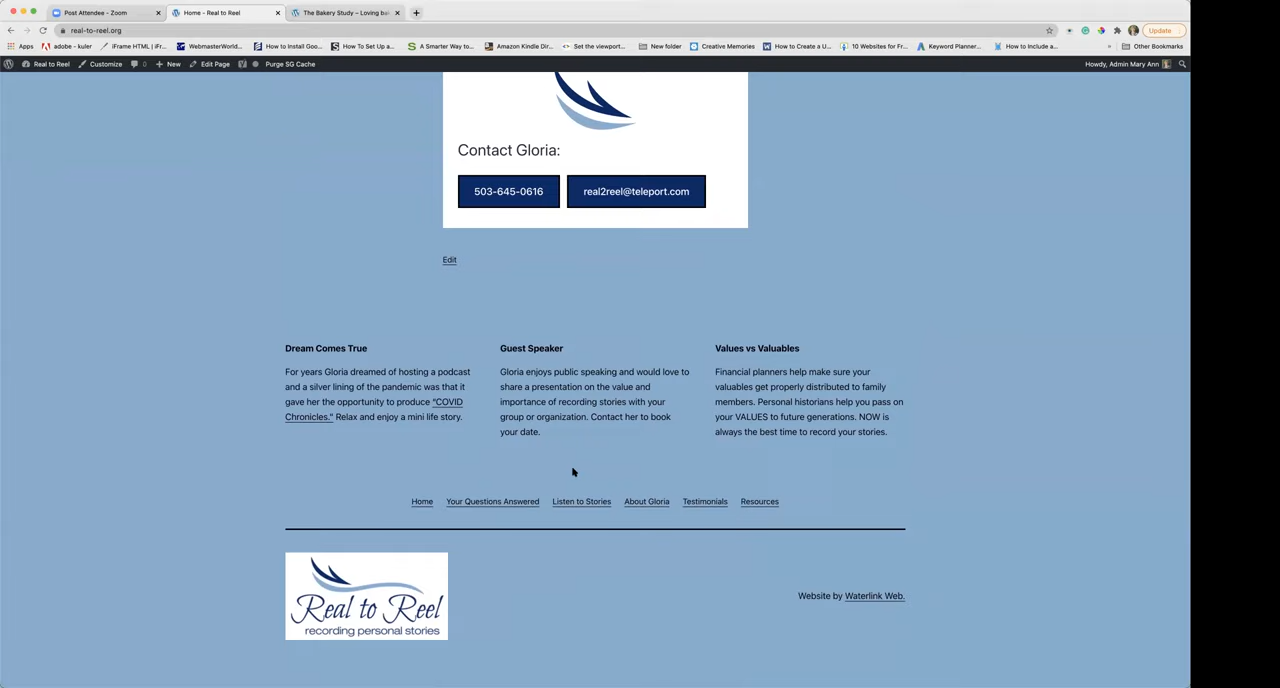 Post Attendee - Zoom
Home - Real to Reel
The Bakery Study – Loving ba
real-to-reel.org
Update
Apps
adobe - kuler
iFrame HTML | iFr...
WebmasterWorld...
How to Install Goo...
How To Set Up a...
A Smarter Way to...
Amazon Kindle Dir...
Set the viewport...
New folder
Creative Memories
How to Create a U...
10 Websites for Fr...
Keyword Planner...
How to Include a...
»
Other Bookmarks
Real to Reel
Customize
0
New
Edit Page
Purge SG Cache
Howdy, Admin Mary Ann
Contact Gloria:
503-645-0616
real2reel@teleport.com
Edit
Dream Comes True
For years Gloria dreamed of hosting a podcast
and a silver lining of the pandemic was that it
gave her the opportunity to produce "COVID
Chronicles." Relax and enjoy a mini life story.
Guest Speaker
Gloria enjoys public speaking and would love to
share a presentation on the value and
importance of recording stories with your
group or organization. Contact her to book
your date.
Values vs Valuables
Financial planners help make sure your
valuables get properly distributed to family
members. Personal historians help you pass on
your VALUES to future generations. NOW is
always the best time to record your stories.
Home
Your Questions Answered
Listen to Stories
About Gloria
Testimonials
Resources
Real to Reel
recording personal stories
Website by Waterlink Web.